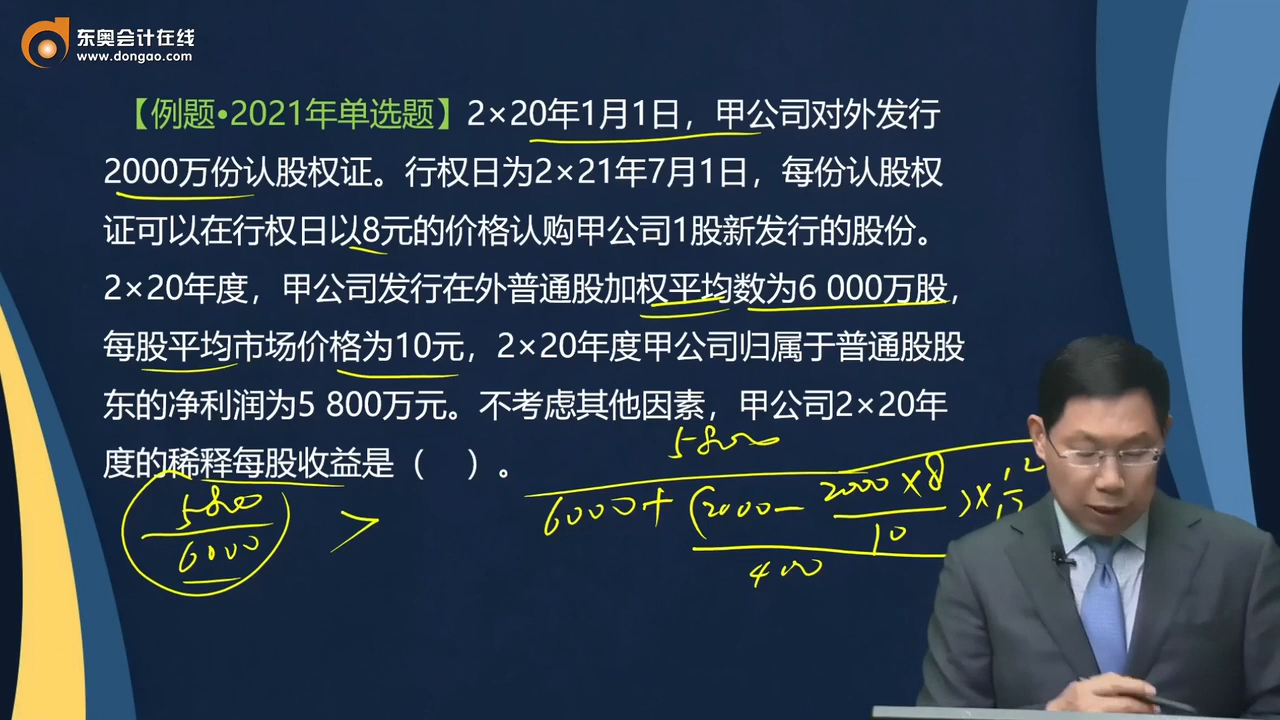 东奥会计在线
www.dongao.com
【例题•2021年单选题】2×20年1月1日，甲公司对外发行
2000万份认股权证。行权日为2×21年7月1日，每份认股权
证可以在行权日以8元的价格认购甲公司1股新发行的股份。
2×20年度，甲公司发行在外普通股加权平均数为6 000万股，
每股平均市场价格为10元，2×20年度甲公司归属于普通股股
东的净利润为5 800万元。不考虑其他因素，甲公司2×20年
度的稀释每股收益是（　）。
5800
6000
>
5800
6000+(2000-
2000×8
10
)×
12
12
400